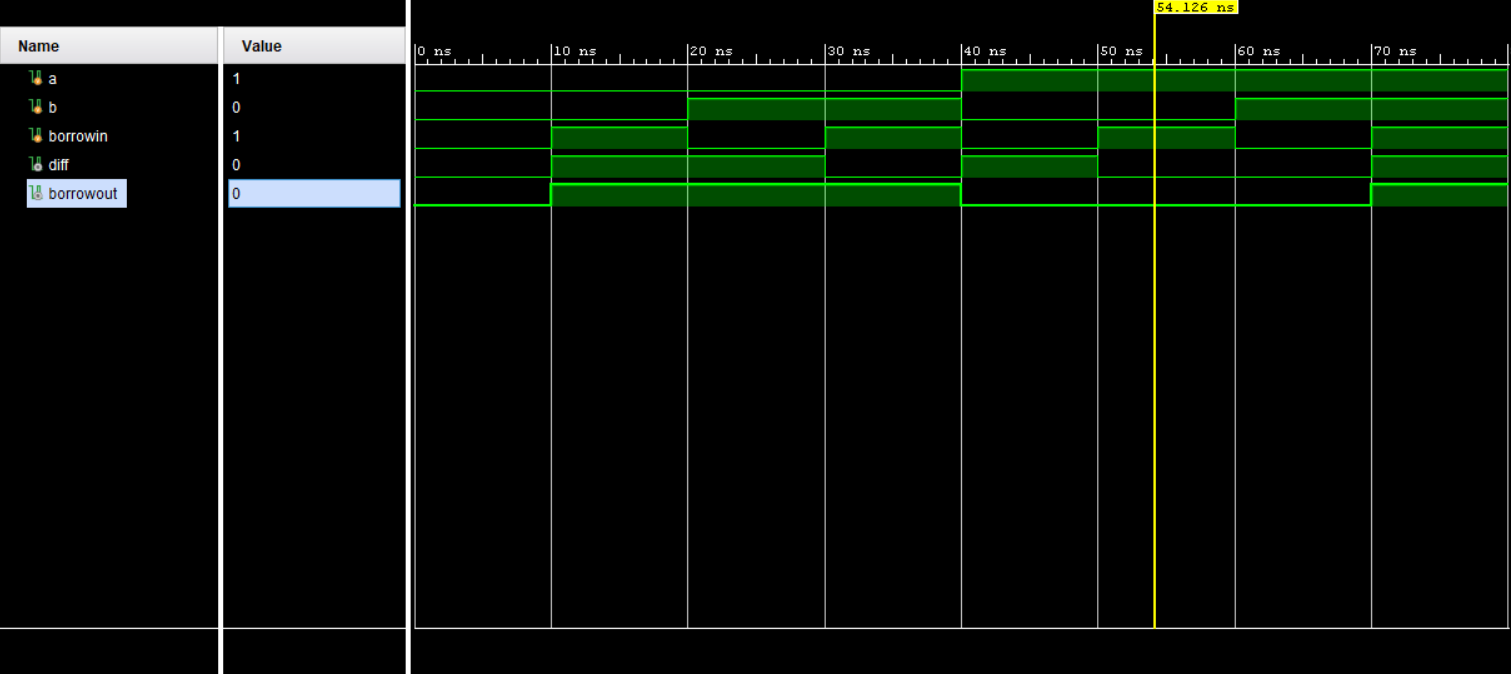 54.126 ns
Name Value
0 ns 10 ns 20 ns 30 ns 40 ns 50 ns 60 ns 70 ns
a 1
b 0
borrowin 1
diff 0
borrowout 0